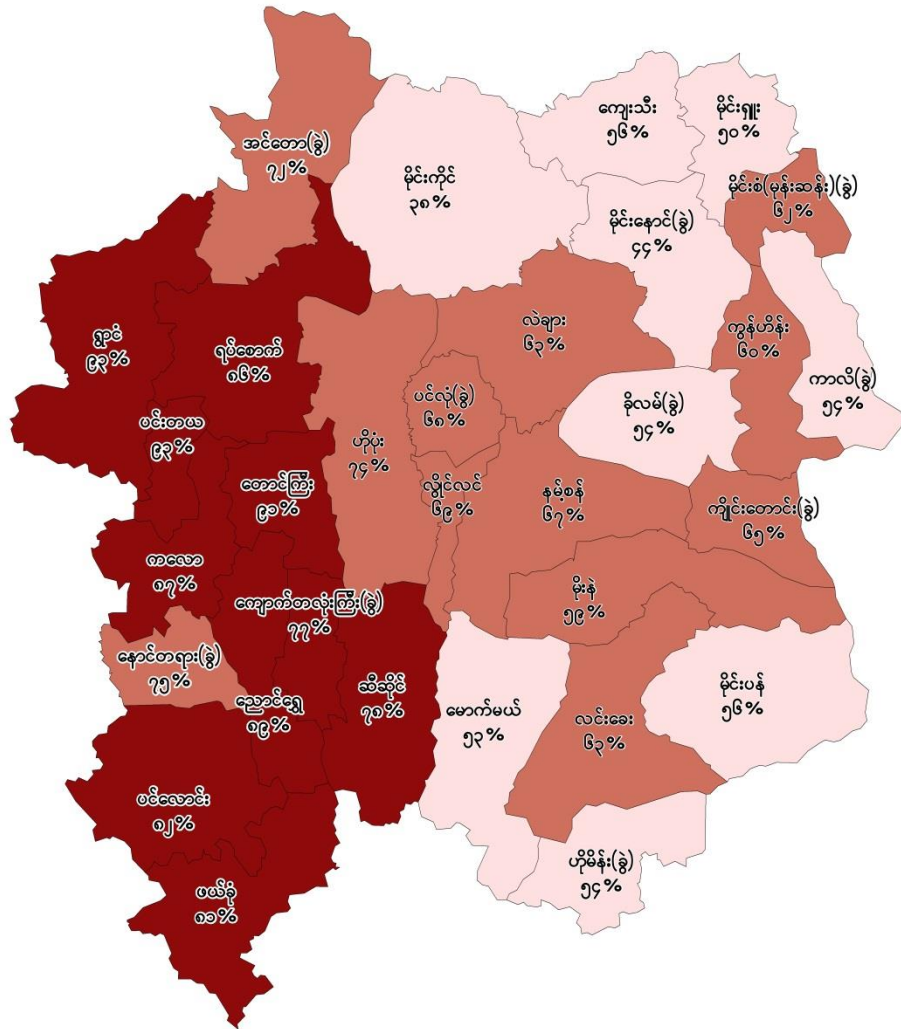 ကျေးသီး
၅၆%
မိုင်းရှူး
၅၀%
အင်တော(ခွဲ)
၇၂%
မိုင်းကိုင်
၃၈%
မိုင်းစံ(မုန်းဆန်း)(ခွဲ)
၆၂%
မိုင်းနောင်(ခွဲ)
၄၄%
လဲချား
၆၃%
ကွန်ဟိန်း
၆၀%
ရွာငံ
၉၃%
ရပ်စောက်
၈၆%
ကာလိ(ခွဲ)
၅၄%
ပင်လုံ(ခွဲ)
၆၈%
ခိုလမ်(ခွဲ)
၅၄%
ပင်းတယ
၉၃%
ဟိုပုံး
၇၄%
တောင်ကြီး
၉၁%
လွိုင်လင်
၆၉%
နမ့်စန်
၆၇%
ကျိုင်းတောင်း(ခွဲ)
၆၅%
ကလော
၈၇%
ကျောက်တလုံးကြီး(ခွဲ)
၇၇%
မိုးနဲ
၅၉%
နောင်တရား(ခွဲ)
၇၅%
ညောင်ရွှေ
၈၉%
ဆီဆိုင်
၇၈%
မောက်မယ်
၅၃%
လင်းခေး
၆၃%
မိုင်းပန်
၅၆%
ပင်လောင်း
၈၂%
ဟိုမိန်း(ခွဲ)
၅၄%
ဖယ်ခုံ
၈၁%